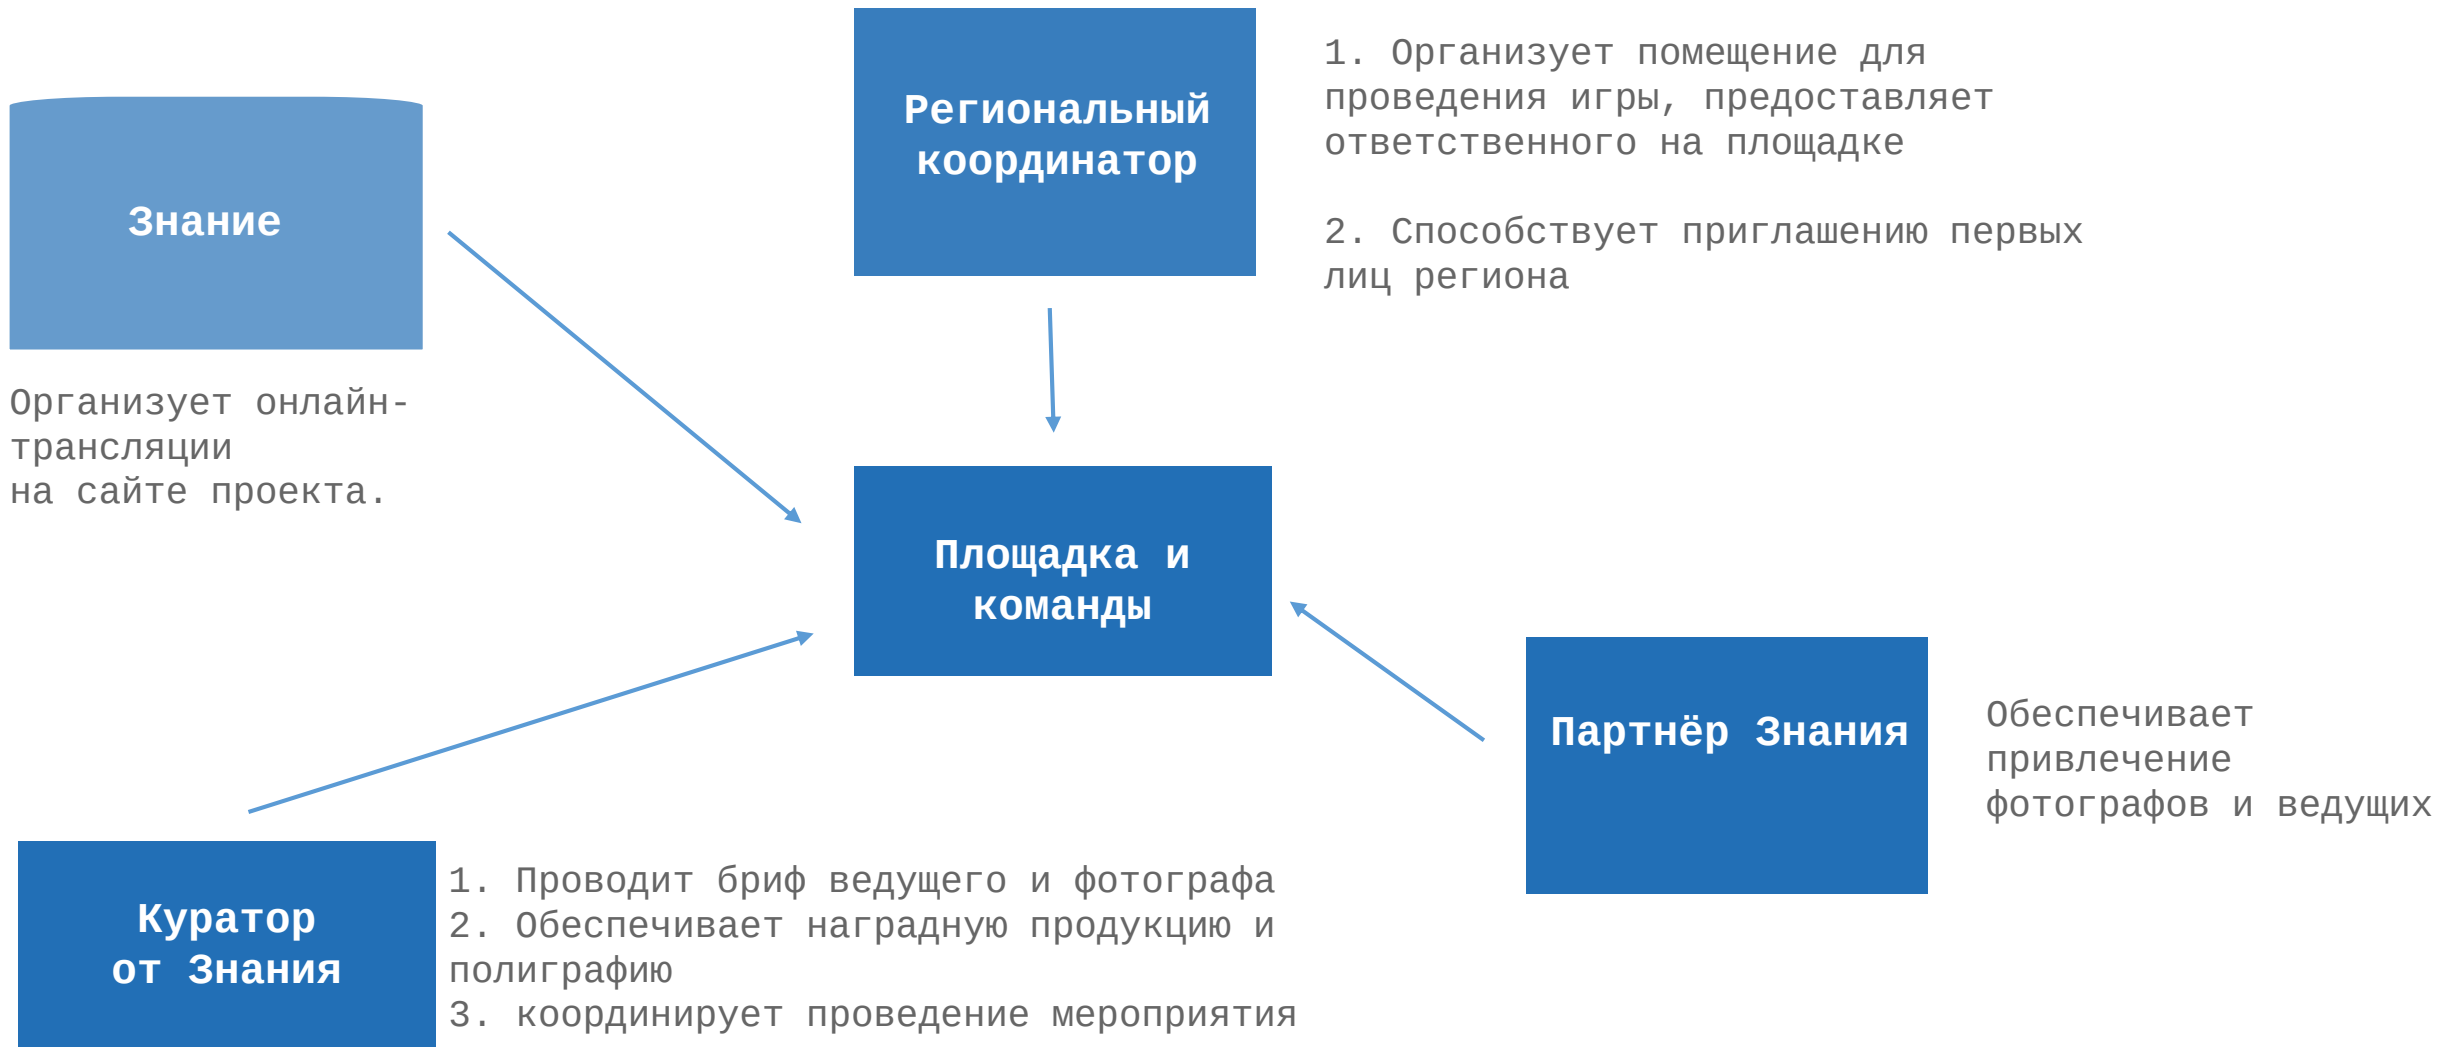 Знание
Организует онлайн-
трансляции
на сайте проекта.
Региональный
координатор
1. Организует помещение для
проведения игры, предоставляет
ответственного на площадке
2. Способствует приглашению первых
лиц региона
Площадка и
команды
Партнёр Знания
Обеспечивает
привлечение
фотографов и ведущих
Куратор
от Знания
1. Проводит бриф ведущего и фотографа
2. Обеспечивает наградную продукцию и
полиграфию
3. координирует проведение мероприятия